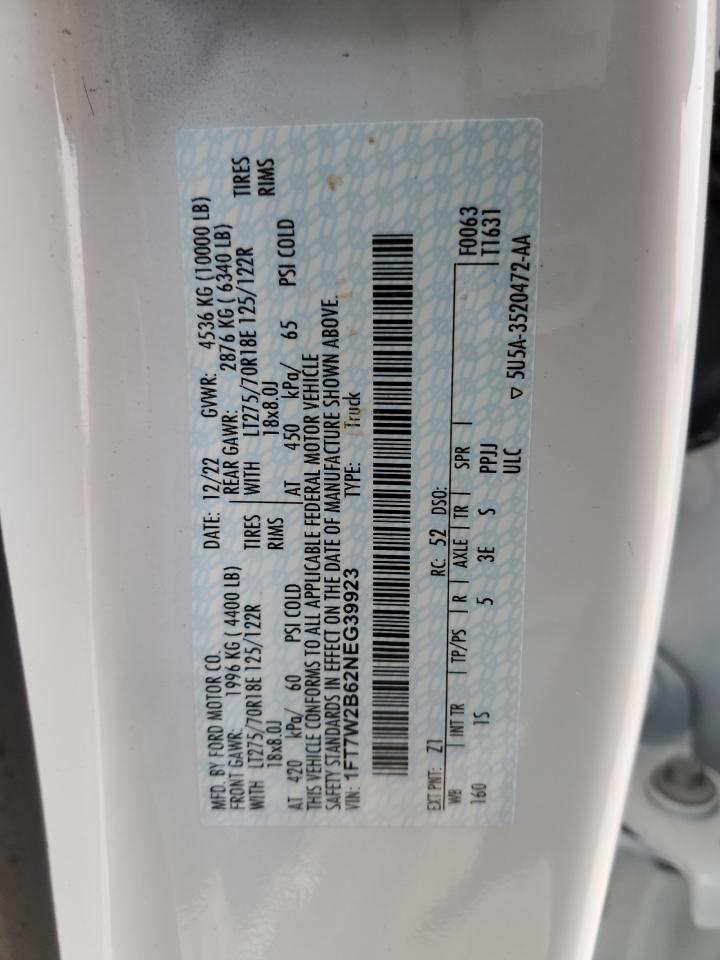 MFD. BY FORD MOTOR CO. DATE: 12/22 GVWR: 4536 KG (10000 LB)
FRONT GAWR: 1996 KG ( 4400 LB) REAR GAWR: 2876 KG ( 6340 LB)
WITH LT275/70R18E 125/122R TIRES WITH LT275/70R18E 125/122R TIRES
18x8.0J RIMS 18x8.0J RIMS
AT 420 kPa/ 60 PSI COLD AT 450 kPa/ 65 PSI COLD
THIS VEHICLE CONFORMS TO ALL APPLICABLE FEDERAL MOTOR VEHICLE
SAFETY STANDARDS IN EFFECT ON THE DATE OF MANUFACTURE SHOWN ABOVE.
VIN: 1FT7W2B62NEG39923 TYPE: Truck
EXT PNT: Z1 RC: 52 DSO:
WB INT TR TP/PS R AXLE TR SPR F0063
160 1S 5 3E S PPJJ T1631
ULC
▽ 5U5A-3520472-AA